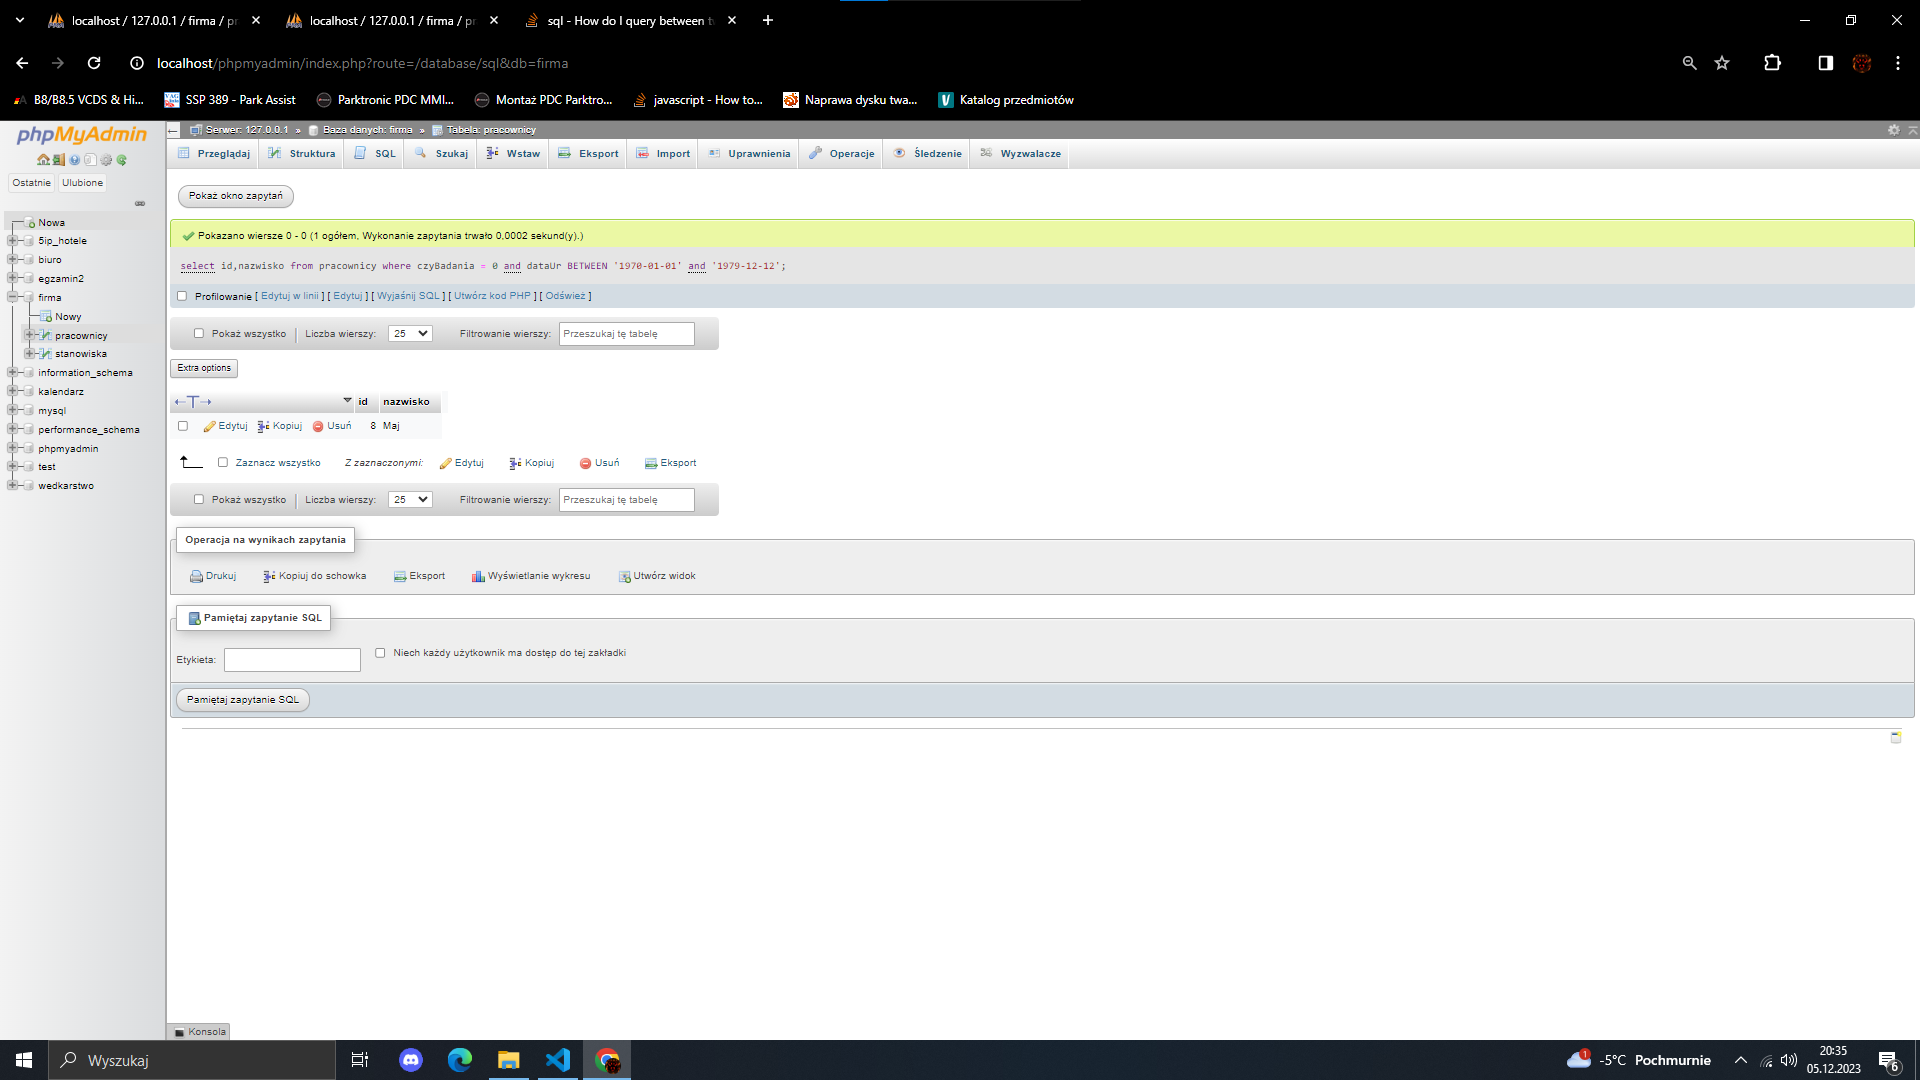 localhost / 127.0.0.1 / firma / pr
localhost / 127.0.0.1 / firma / pr
sql - How do I query between tw
localhost/phpmyadmin/index.php?route=/database/sql&db=firma
B8/B8.5 VCDS & Hi...
SSP 389 - Park Assist
Parktronic PDC MMI...
Montaż PDC Parktro...
javascript - How to...
Naprawa dysku twa...
Katalog przedmiotów
phpMyAdmin
Ostatnie
Ulubione
Nowa
5ip_hotele
biuro
egzamin2
firma
Nowy
pracownicy
stanowiska
information_schema
kalendarz
mysql
performance_schema
phpmyadmin
test
wedkarstwo
Serwer: 127.0.0.1 » Baza danych: firma » Tabela: pracownicy
Przeglądaj
Struktura
SQL
Szukaj
Wstaw
Eksport
Import
Uprawnienia
Operacje
Śledzenie
Wyzwalacze
Pokaż okno zapytań
Pokazano wiersze 0 - 0 (1 ogółem, Wykonanie zapytania trwało 0,0002 sekund(y).)
select id,nazwisko from pracownicy where czyBadania = 0 and dataUr BETWEEN '1970-01-01' and '1979-12-12';
Profilowanie [ Edytuj w linii ] [ Edytuj ] [ Wyjaśnij SQL ] [ Utwórz kod PHP ] [ Odśwież ]
Pokaż wszystko
Liczba wierszy:
25
Filtrowanie wierszy:
Przeszukaj tę tabelę
Extra options
id
nazwisko
Edytuj
Kopiuj
Usuń
8
Maj
Zaznacz wszystko
Z zaznaczonymi:
Edytuj
Kopiuj
Usuń
Eksport
Pokaż wszystko
Liczba wierszy:
25
Filtrowanie wierszy:
Przeszukaj tę tabelę
Operacja na wynikach zapytania
Drukuj
Kopiuj do schowka
Eksport
Wyświetlanie wykresu
Utwórz widok
Pamiętaj zapytanie SQL
Etykieta:
Niech każdy użytkownik ma dostęp do tej zakładki
Pamiętaj zapytanie SQL
Konsola
Wyszukaj
1
-5°C Pochmurnie
20:35
05.12.2023
6